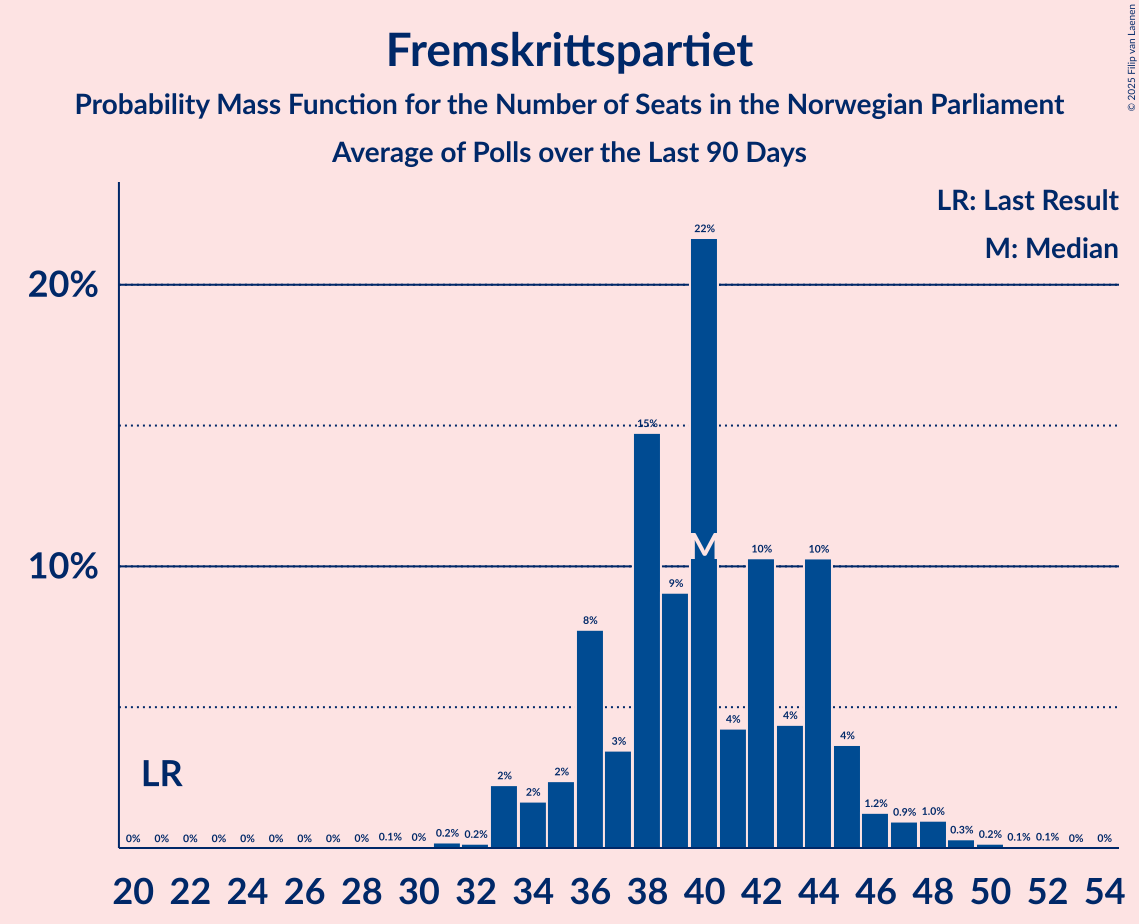 Fremskrittspartiet
Probability Mass Function for the Number of Seats in the Norwegian Parliament
Average of Polls over the Last 90 Days
© 2025 Filip van Laenen
LR: Last Result
M: Median
20%
10%
LR
M
0% 0% 0% 0% 0% 0% 0% 0% 0% 0.1% 0% 0.2% 0.2% 2% 2% 2% 8% 3% 15% 9% 22% 4% 10% 4% 10% 4% 1.2% 0.9% 1.0% 0.3% 0.2% 0.1% 0.1% 0% 0%
20 22 24 26 28 30 32 34 36 38 40 42 44 46 48 50 52 54